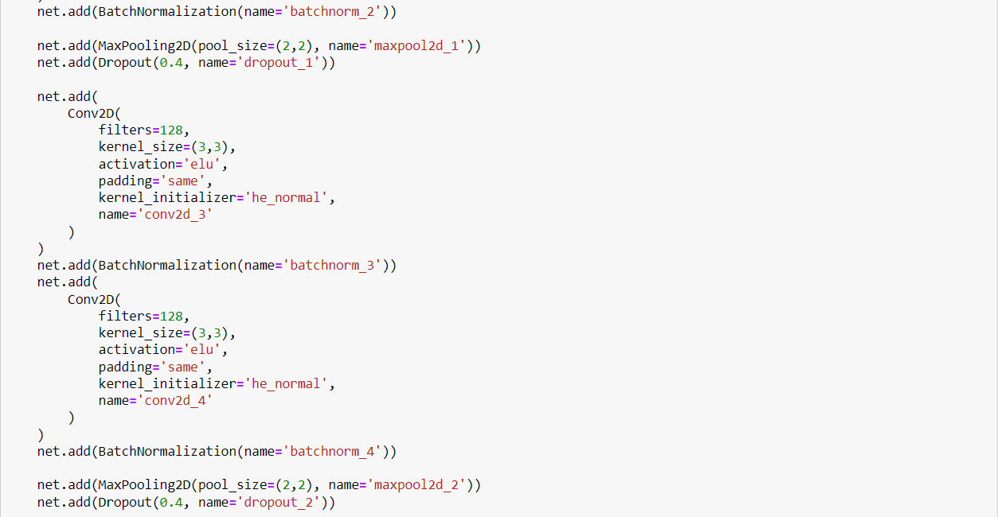 net.add(BatchNormalization(name='batchnorm_2'))

net.add(MaxPooling2D(pool_size=(2,2), name='maxpool2d_1'))
net.add(Dropout(0.4, name='dropout_1'))

net.add(
    Conv2D(
        filters=128,
        kernel_size=(3,3),
        activation='elu',
        padding='same',
        kernel_initializer='he_normal',
        name='conv2d_3'
    )
)
net.add(BatchNormalization(name='batchnorm_3'))
net.add(
    Conv2D(
        filters=128,
        kernel_size=(3,3),
        activation='elu',
        padding='same',
        kernel_initializer='he_normal',
        name='conv2d_4'
    )
)
net.add(BatchNormalization(name='batchnorm_4'))

net.add(MaxPooling2D(pool_size=(2,2), name='maxpool2d_2'))
net.add(Dropout(0.4, name='dropout_2'))